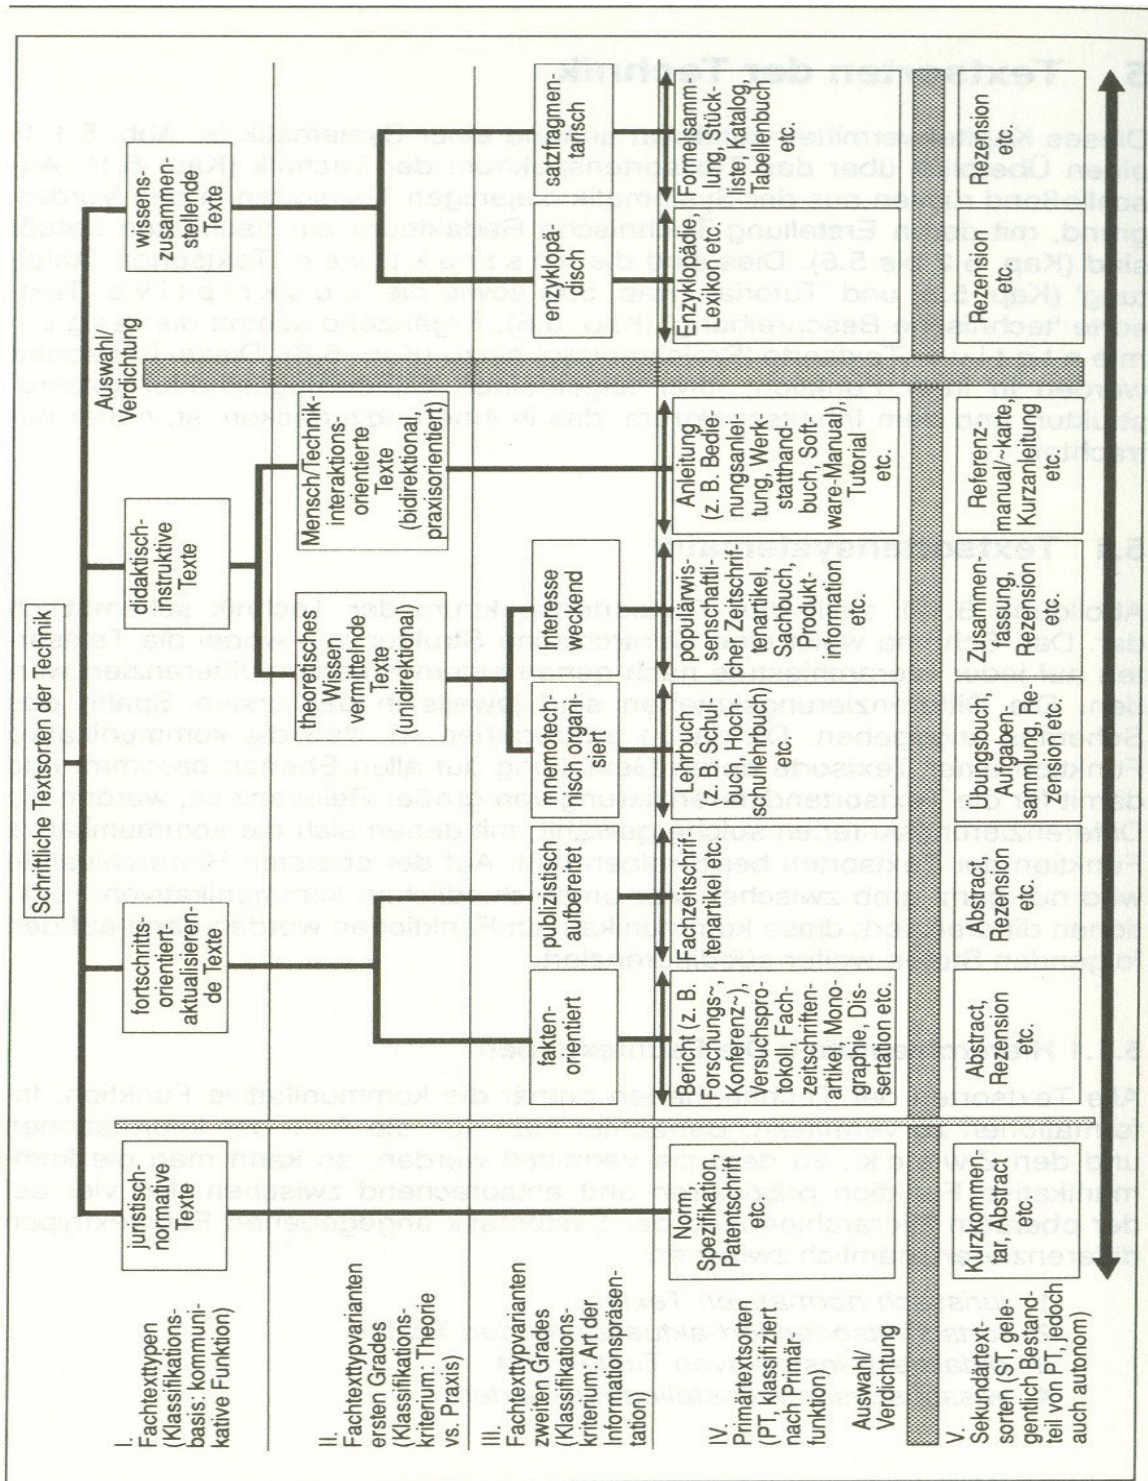 Schriftliche Textsorten der Technik
I.
Fachtexttypen
(Klassifikations-
basis: kommuni-
kative Funktion)
juristisch-
normative
Texte
fortschritts-
orientiert-
aktualisieren-
de Texte
didaktisch-
instruktive
Texte
Auswahl/
Verdichtung
wissens-
zusammen-
stellende
Texte
II.
Fachtextypvarianten
ersten Grades
(Klassifikations-
kriterium: Theorie
vs. Praxis)
theoretisches
Wissen
vermittelnde
Texte
(unidirektional)
Mensch/Technik-
interaktions-
orientierte
Texte
(bidirektional,
praxisorientiert)
III.
Fachtextypvarianten
zweiten Grades
(Klassifikations-
kriterium: Art der
Informationspräsen-
tation)
fakten-
orientiert
publizistisch
aufbereitet
mnemotech-
nisch organi-
siert
Interesse
weckend
enzyklopä-
disch
satzfragmen-
tarisch
IV.
Primärtextsorten
(PT, klassifiziert
nach Primär-
funktion)
Norm,
Spezifikation,
Patentschrift
etc.
Bericht (z. B.
Forschungs~,
Konferenz~),
Versuchspro-
tokoll, Fach-
zeitschriften-
artikel, Mono-
graphie, Dis-
sertation etc.
Fachzeitschrif-
tenartikel etc.
Lehrbuch
(z. B. Schul-
buch, Hoch-
schullehrbuch)
etc.
populärwis-
senschaftli-
cher Zeitschrif-
tenartikel,
Sachbuch,
Produkt-
information
etc.
Anleitung
(z. B. Bedie-
nungsanlei-
tung, Werk-
statthand-
buch, Soft-
ware-Manual),
Tutorial
etc.
Enzyklopädie,
Lexikon etc.
Formelsamm-
lung, Stück-
liste, Katalog,
Tabellenbuch
etc.
Auswahl/
Verdichtung
V.
Sekundärtext-
sorten (ST), gele-
gentlich Bestand-
teil von PT, jedoch
auch autonom)
Kurzkommen-
tar, Abstract
etc.
Abstract,
Rezension
etc.
Abstract,
Rezension
etc.
Übungsbuch,
Aufgaben-
sammlung, Re-
zension etc.
Zusammen-
fassung,
Rezension
etc.
Referenz-
manual/~karte
Kurzanleitung
etc.
Rezension
etc.
Rezension
etc.